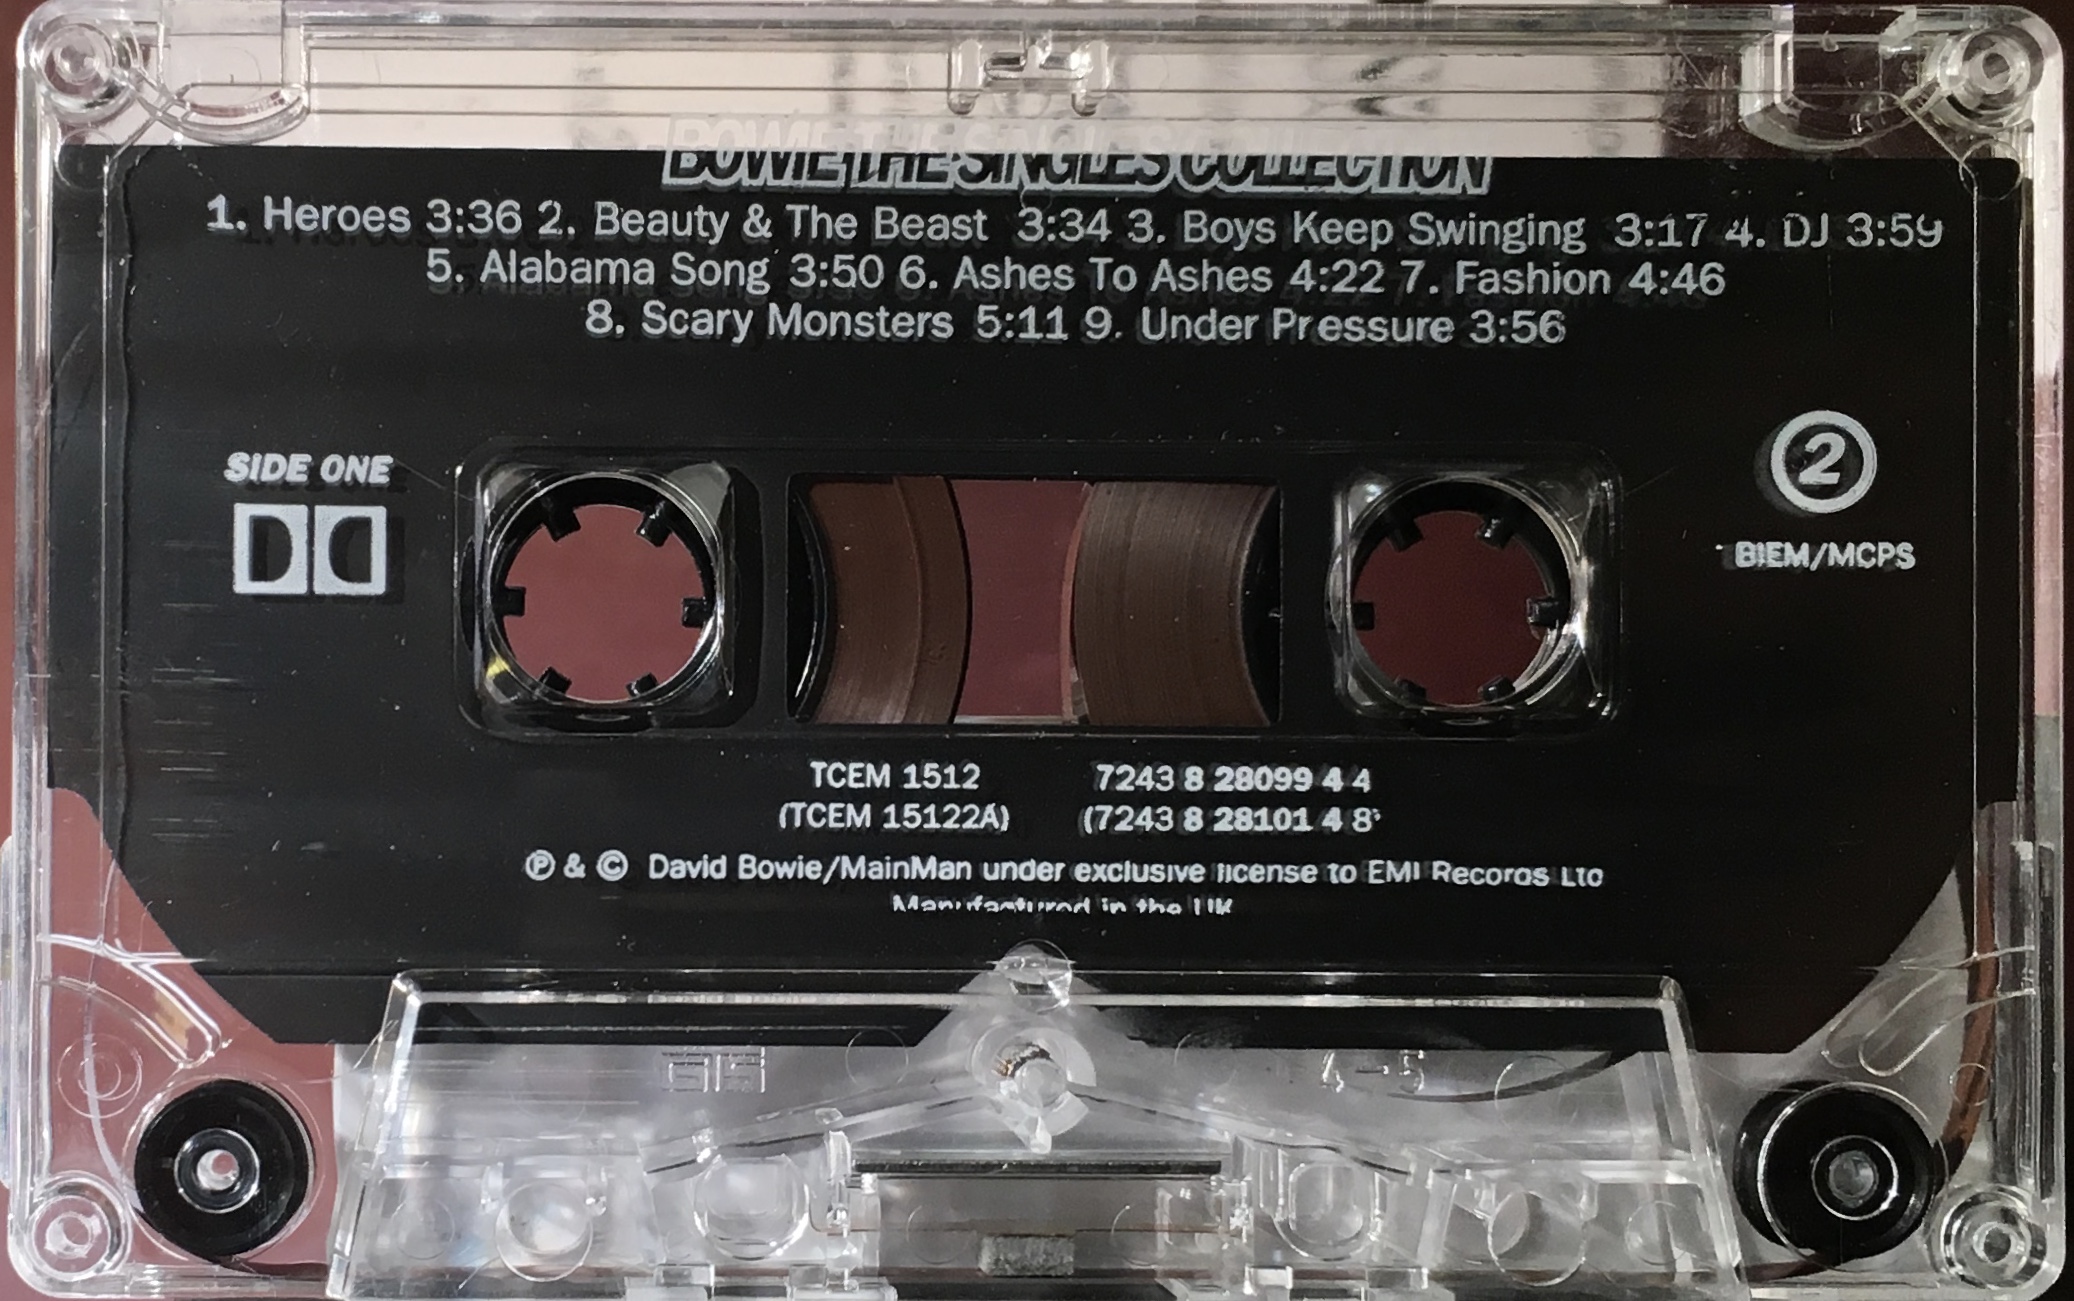 BOWIE THE SINGLES COLLECTION
1. Heroes 3:36 2. Beauty & The Beast 3:34 3. Boys Keep Swinging 3:17 4. DJ 3:59
5. Alabama Song 3:50 6. Ashes To Ashes 4:22 7. Fashion 4:46
8. Scary Monsters 5:11 9. Under Pressure 3:56
SIDE ONE
2
BIEM/MCPS
TCEM 1512 7243 8 28099 4 4
(TCEM 15122A) (7243 8 28101 4 8)
Ⓟ & © David Bowie/MainMan under exclusive license to EMI Records Ltd
Manufactured in the UK
4-5